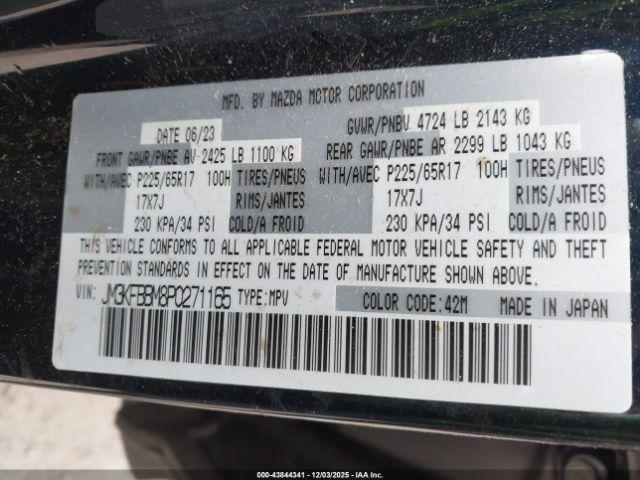 MFD. BY MAZDA MOTOR CORPORATION
DATE 06/23 GVWR/PNBV 4724 LB 2143 KG
FRONT GAWR/PNBE AV 2425 LB 1100 KG REAR GAWR/PNBE AR 2299 LB 1043 KG
WITH/AVEC P225/65R17 100H TIRES/PNEUS WITH/AVEC P225/65R17 100H TIRES/PNEUS
17X7J RIMS/JANTES 17X7J RIMS/JANTES
230 KPA/34 PSI COLD/A FROID 230 KPA/34 PSI COLD/A FROID
THIS VEHICLE CONFORMS TO ALL APPLICABLE FEDERAL MOTOR VEHICLE SAFETY AND THEFT
PREVENTION STANDARDS IN EFFECT ON THE DATE OF MANUFACTURE SHOWN ABOVE.
VIN: JM3KFBBM8P0271165 TYPE:MPV COLOR CODE:42M MADE IN JAPAN
000-43844341 - 12/03/2025 - IAA Inc.